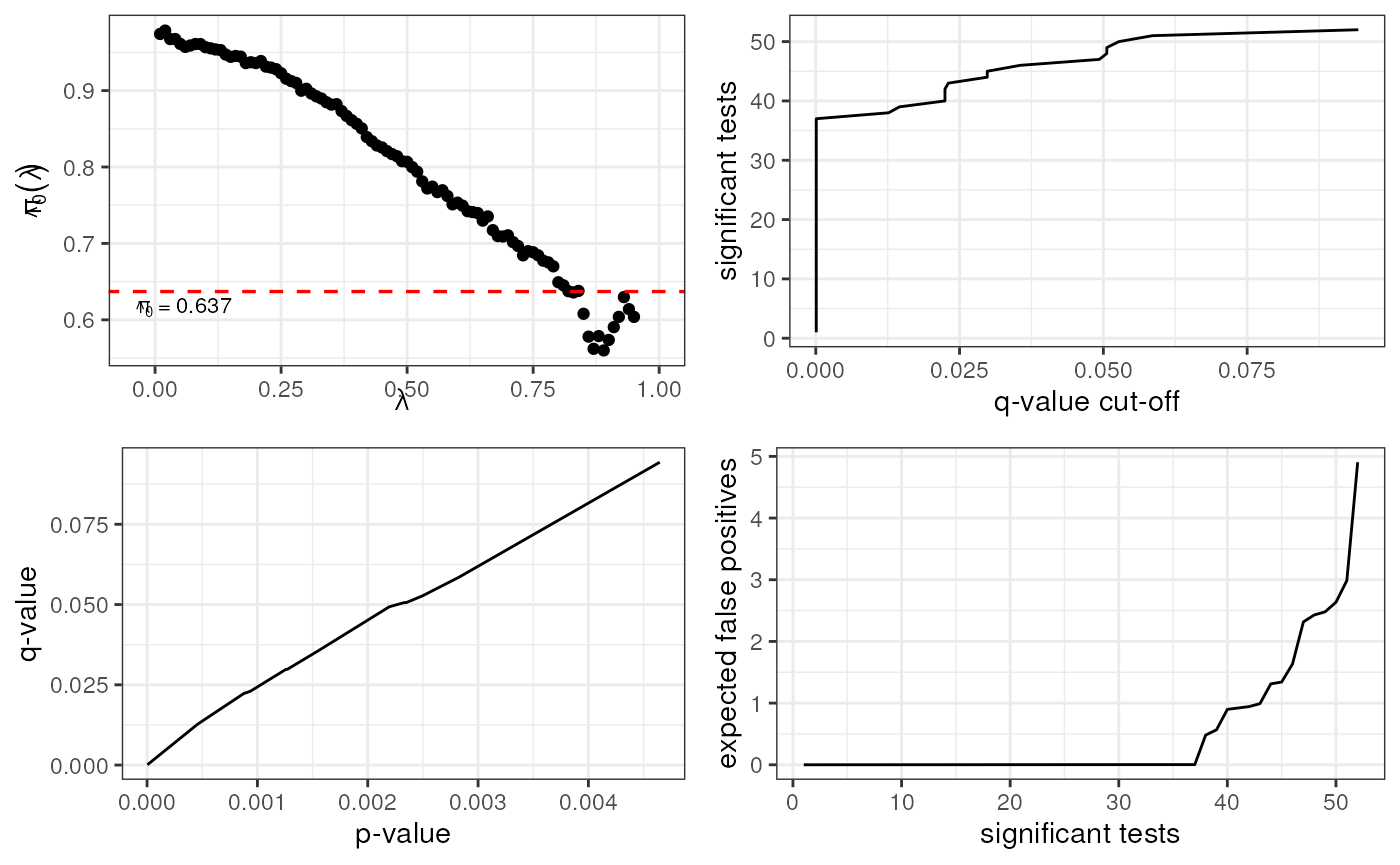 0.9
0.8
0.7
0.6
π̂₀(λ)
π̂₀ = 0.637
0.00 0.25 0.50 0.75 1.00
λ
50
40
30
20
10
0
significant tests
0.000 0.025 0.050 0.075
q-value cut-off
0.075
0.050
0.025
0.000
q-value
0.000 0.001 0.002 0.003 0.004
p-value
5
4
3
2
1
0
expected false positives
0 10 20 30 40 50
significant tests